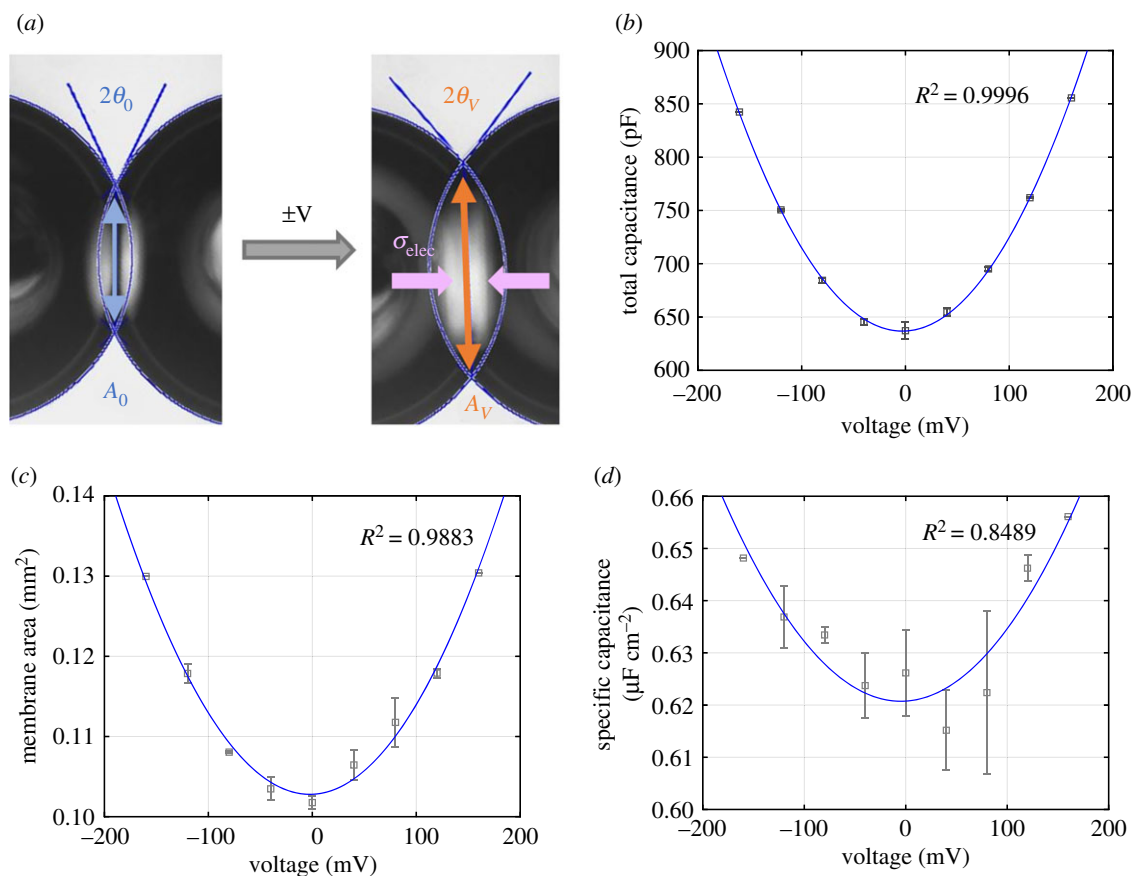 (a)
2θ0
A0
±V
2θV
σelec
AV
(b)
900
850
800
750
700
650
600
total capacitance (pF)
R2 = 0.9996
−200
−100
0
100
200
voltage (mV)
(c)
0.14
0.13
0.12
0.11
0.10
membrane area (mm2)
R2 = 0.9883
−200
−100
0
100
200
voltage (mV)
(d)
0.66
0.65
0.64
0.63
0.62
0.61
0.60
specific capacitance
(µF cm−2)
R2 = 0.8489
−200
−100
0
100
200
voltage (mV)